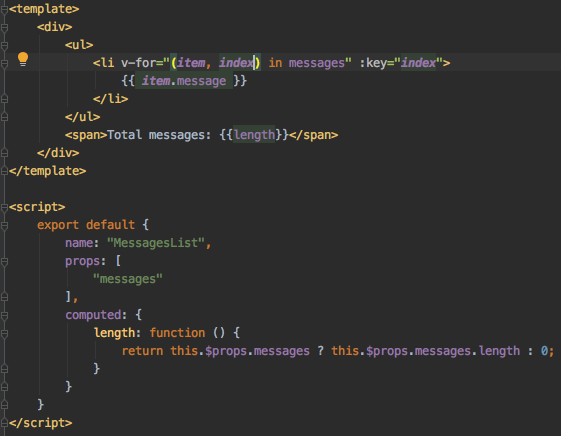 <template>
    <div>
        <ul>
            <li v-for="(item, index) in messages" :key="index">
                {{ item.message }}
            </li>
        </ul>
        <span>Total messages: {{length}}</span>
    </div>
</template>

<script>
    export default {
        name: "MessagesList",
        props: [
            "messages"
        ],
        computed: {
            length: function () {
                return this.$props.messages ? this.$props.messages.length : 0;
            }
        }
    }
</script>